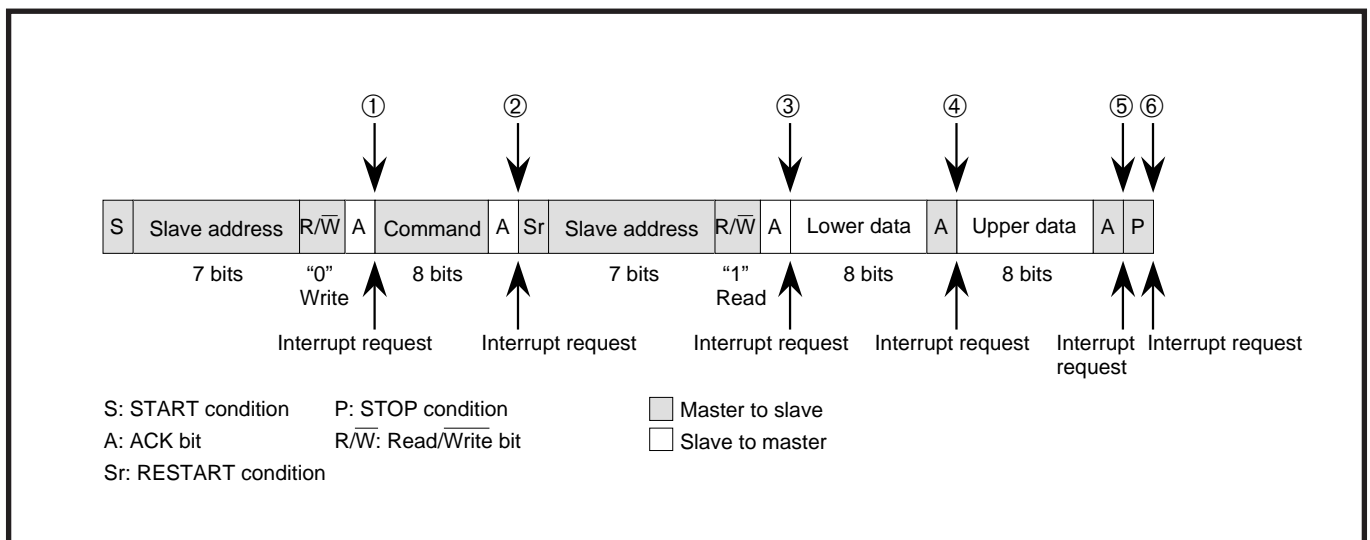 ① ② ③ ④ ⑤ ⑥
S Slave address R/W̅ A Command A Sr Slave address R/W̅ A Lower data A Upper data A P
7 bits “0” 8 bits 7 bits “1” 8 bits 8 bits
Write Read
Interrupt request Interrupt request Interrupt request Interrupt request Interrupt Interrupt request
request
S: START condition P: STOP condition Master to slave
A: ACK bit R/W̅: Read/W̅r̅i̅t̅e̅ bit Slave to master
Sr: RESTART condition